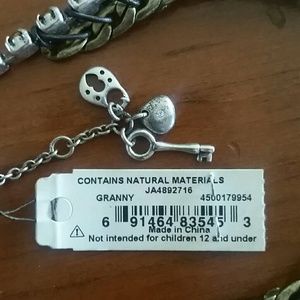 CONTAINS NATURAL MATERIALS
JA4892716
GRANNY 4500179954
6 91464 83545 3
Made in China
Not intended for children 12 and under